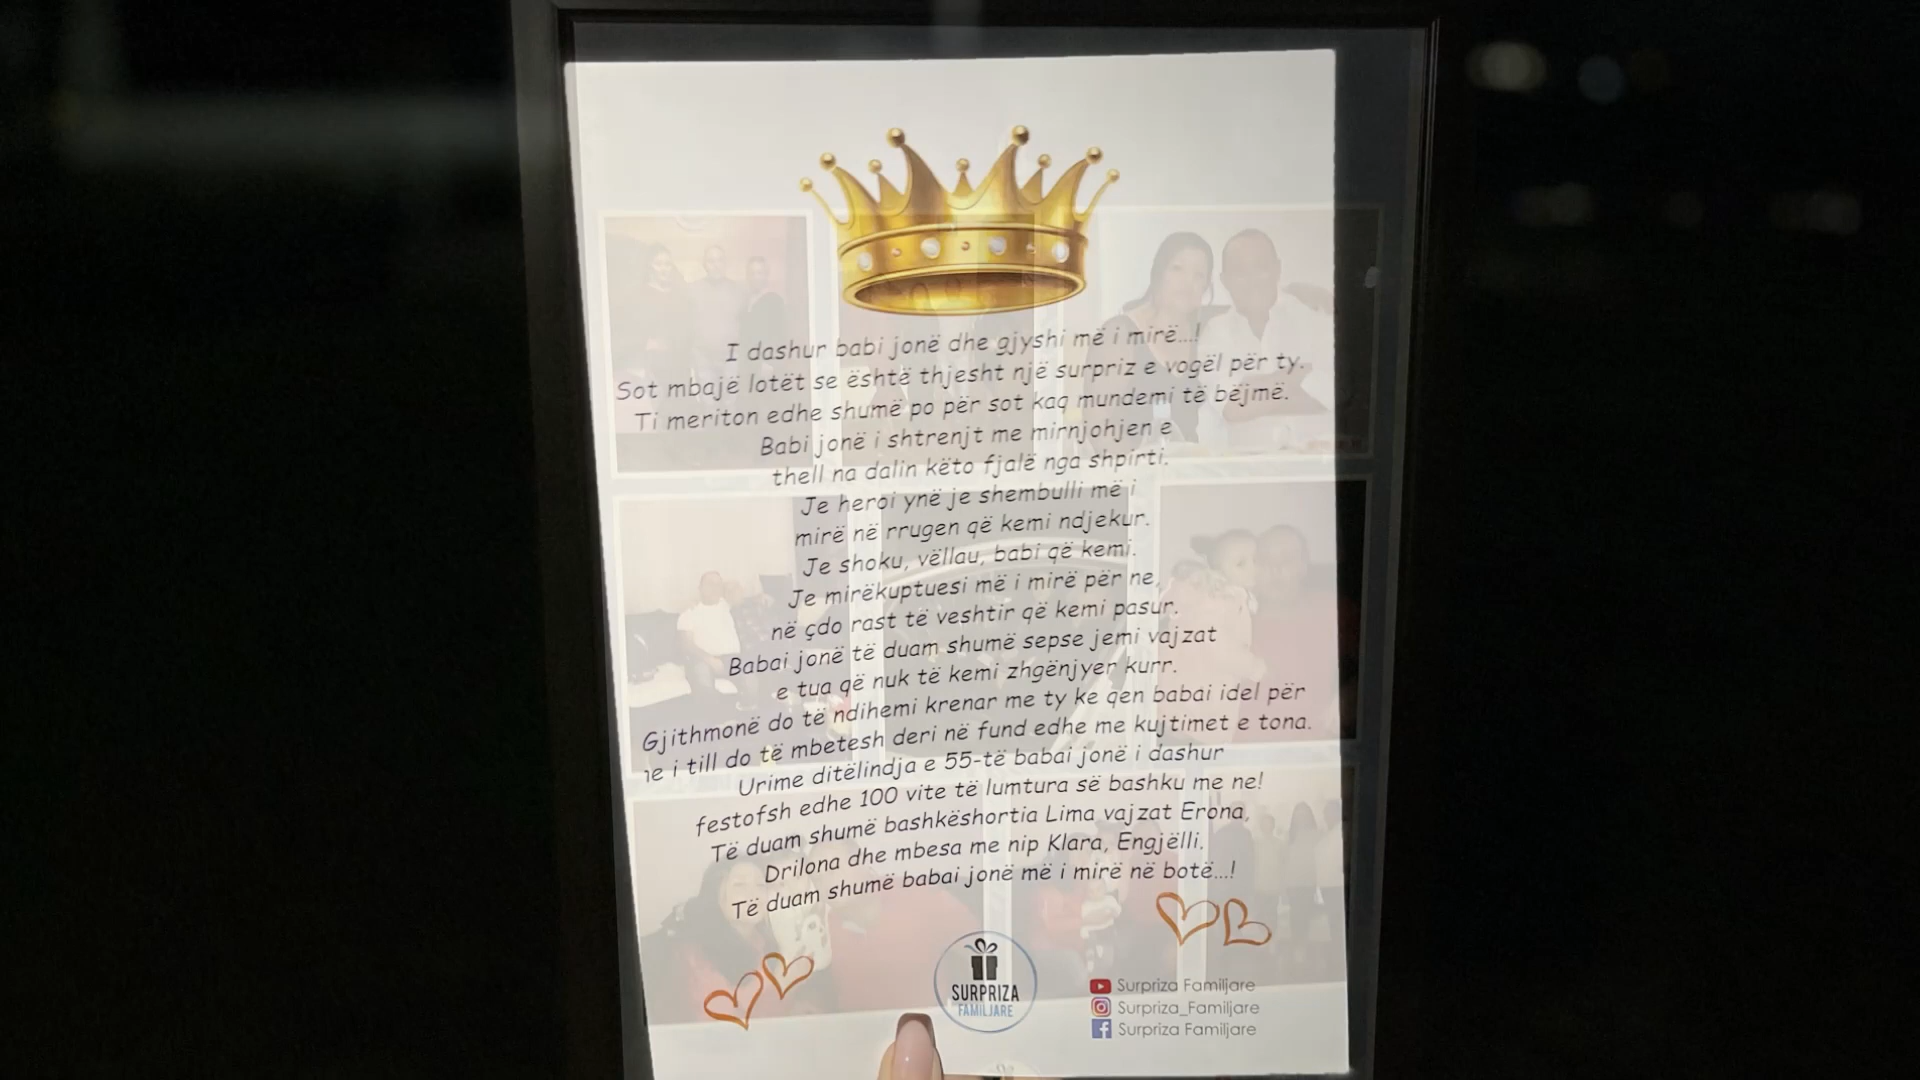 I dashur babi jonë dhe gjyshi më i mirë...!
Sot mbajë lotët se është thjesht një surpriz e vogël për ty.
Ti meriton edhe shumë po për sot kaq mundemi të bëjmë.
Babi jonë i shtrenjt me mirnjohjen e
thell na dalin këto fjalë nga shpirti.
Je heroi ynë je shembulli më i
mirë në rrugen që kemi ndjekur.
Je shoku, vëllau, babi që kemi.
Je mirëkuptuesi më i mirë për ne,
në çdo rast të veshtir që kemi pasur.
Babai jonë të duam shumë sepse jemi vajzat
e tua që nuk të kemi zhgënjyer kurr.
Gjithmonë do të ndihemi krenar me ty ke qen babai idel për
i till do të mbetesh deri në fund edhe me kujtimet e tona.
Urime ditëlindja e 55-të babai jonë i dashur
festofsh edhe 100 vite të lumtura së bashku me ne!
Të duam shumë bashkëshortia Lima vajzat Erona,
Drilona dhe mbesa me nip Klara, Engjëlli.
Të duam shumë babai jonë më i mirë në botë...!
SURPRIZA
FAMILJARE
Surpriza Familjare
Surpriza_Familjare
Surpriza Familjare